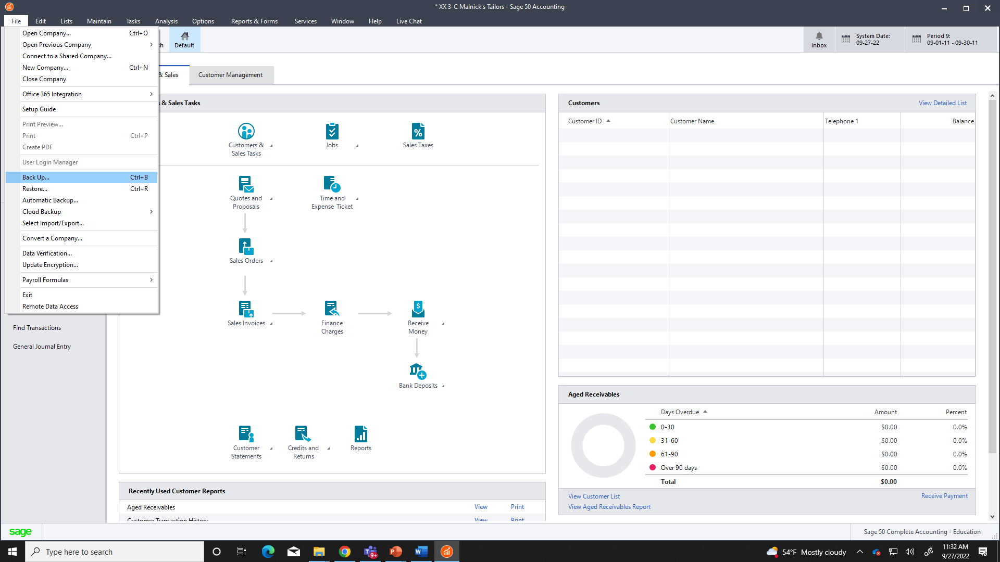 * XX 3-C Malnick's Tailors - Sage 50 Accounting
File Edit Lists Maintain Tasks Analysis Options Reports & Forms Services Window Help Live Chat
Open Company... Ctrl+O
Open Previous Company
Connect to a Shared Company...
New Company... Ctrl+N
Close Company
Office 365 Integration
Setup Guide
Print Preview...
Print Ctrl+P
Create PDF
User Login Manager
Back Up... Ctrl+B
Restore... Ctrl+R
Automatic Backup...
Cloud Backup
Select Import/Export...
Convert a Company...
Data Verification...
Update Encryption...
Payroll Formulas
Exit
Remote Data Access
Find Transactions
General Journal Entry
Default
Inbox
System Date:
09-27-22
Period 9:
09-01-11 - 09-30-11
& Sales
Customer Management
& Sales Tasks
Customers &
Sales Tasks
Jobs
Sales Taxes
Quotes and
Proposals
Time and
Expense Ticket
Sales Orders
Sales Invoices
Finance
Charges
Receive
Money
Bank Deposits
Customer
Statements
Credits and
Returns
Reports
Recently Used Customer Reports
Aged Receivables View Print
Customer Transaction History View Print
Customers View Detailed List
Customer ID Customer Name Telephone 1 Balance
Aged Receivables
Days Overdue Amount Percent
0-30 $0.00 0.0%
31-60 $0.00 0.0%
61-90 $0.00 0.0%
Over 90 days $0.00 0.0%
Total $0.00
View Customer List Receive Payment
View Aged Receivables Report
sage
Sage 50 Complete Accounting - Education
Type here to search
9+
54°F Mostly cloudy
11:32 AM
9/27/2022